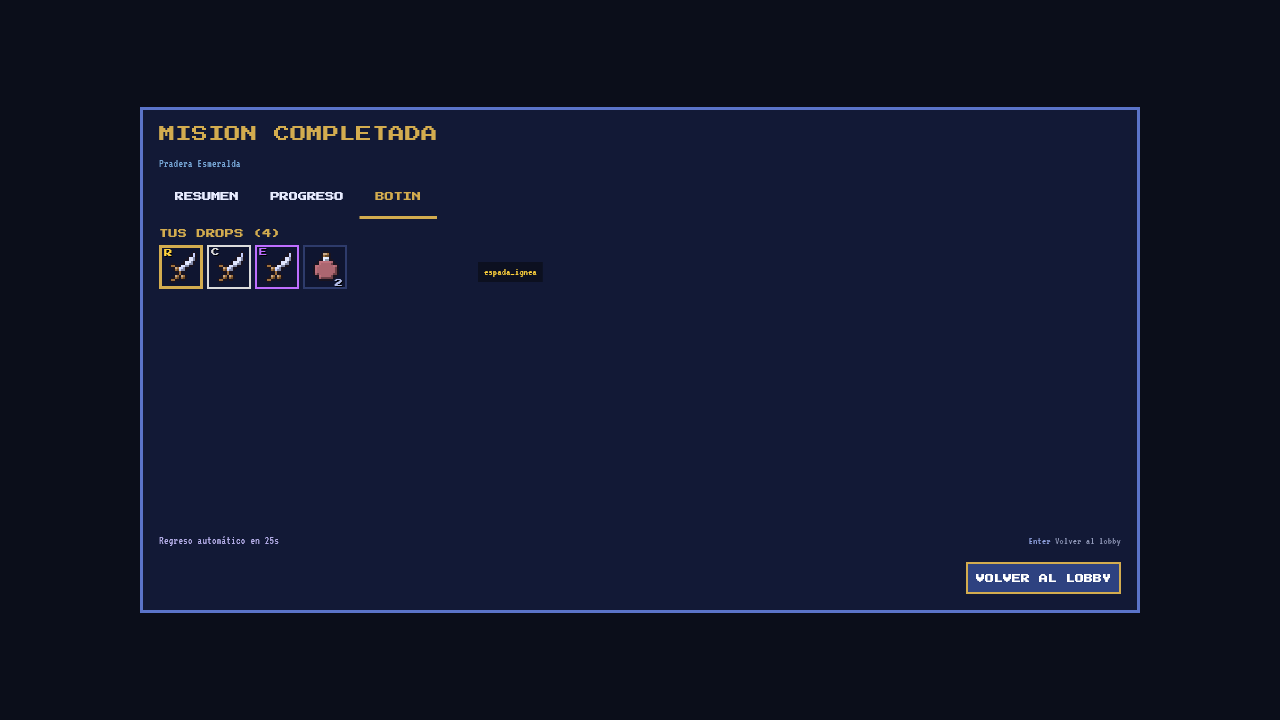 MISION COMPLETADA
Pradera Esmeralda
RESUMEN PROGRESO BOTIN
TUS DROPS (4)
R C E 2
espada_ignea
Regreso automático en 25s
Enter Volver al lobby
VOLVER AL LOBBY